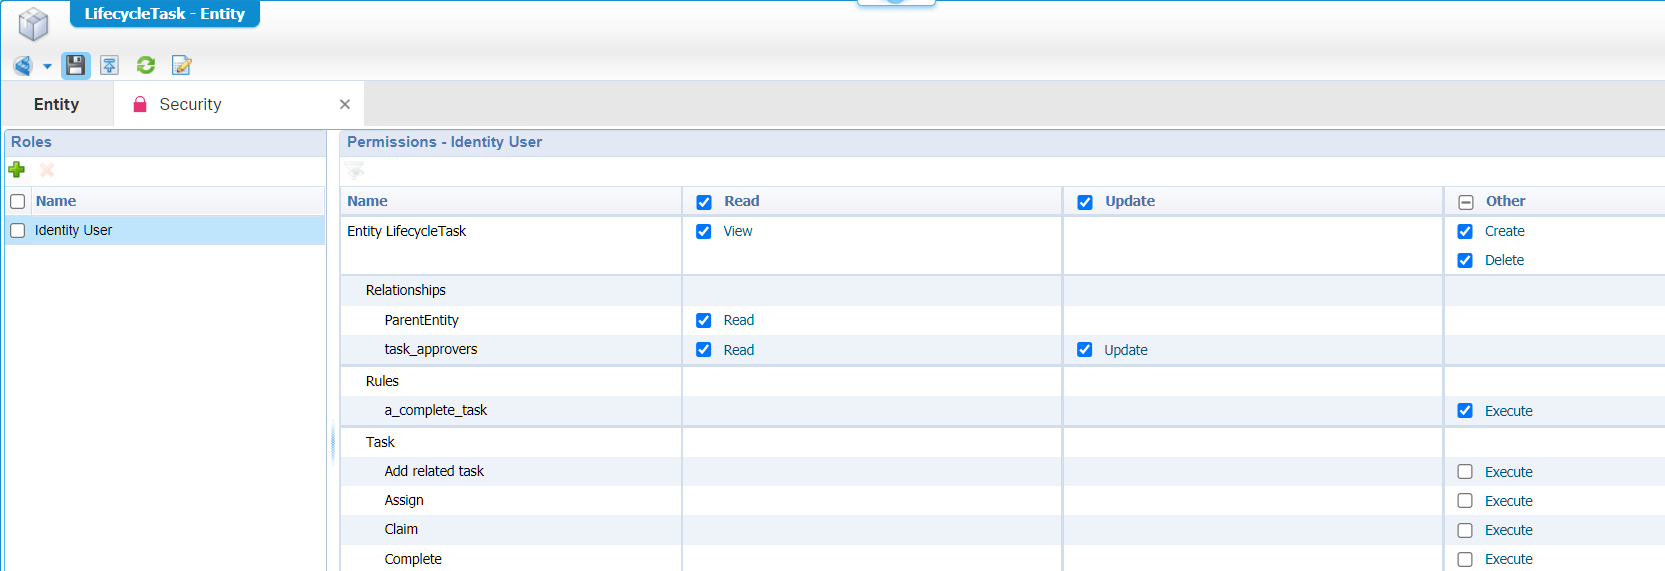 LifecycleTask - Entity
Entity
Security
Roles
Permissions - Identity User
Name
Name Read Update Other
Identity User
Entity LifecycleTask View Create
Delete
Relationships
ParentEntity Read
task_approvers Read Update
Rules
a_complete_task Execute
Task
Add related task Execute
Assign Execute
Claim Execute
Complete Execute